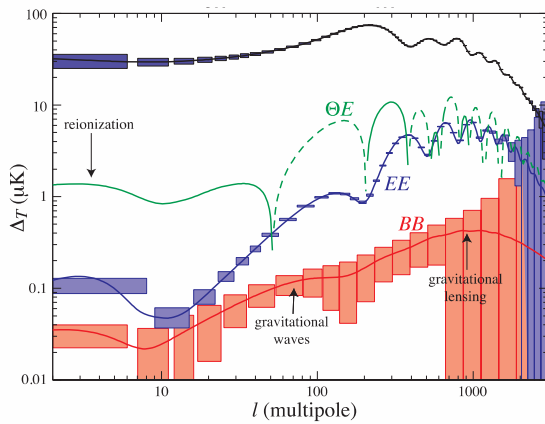 100
10
1
0.1
0.01
Δ_T (μK)
reionization
ΘE
EE
BB
gravitational
waves
gravitational
lensing
10
100
1000
l (multipole)